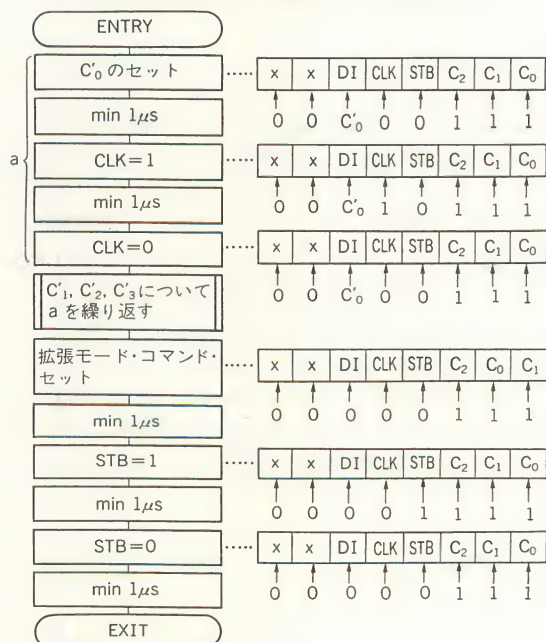 ENTRY
C'₀ のセット ····· x x DI CLK STB C₂ C₁ C₀
0 0 C'₀ 0 0 1 1 1
min 1μs
a
CLK=1 ····· x x DI CLK STB C₂ C₁ C₀
0 0 C'₀ 1 0 1 1 1
min 1μs
CLK=0 ····· x x DI CLK STB C₂ C₁ C₀
0 0 C'₀ 0 0 1 1 1
C'₁, C'₂, C'₃について
a を繰り返す
拡張モード・コマンド・
セット ····· x x DI CLK STB C₂ C₀ C₁
0 0 0 0 0 1 1 1
min 1μs
STB=1 ····· x x DI CLK STB C₂ C₁ C₀
0 0 0 0 1 1 1 1
min 1μs
STB=0 ····· x x DI CLK STB C₂ C₁ C₀
0 0 0 0 0 1 1 1
min 1μs
EXIT